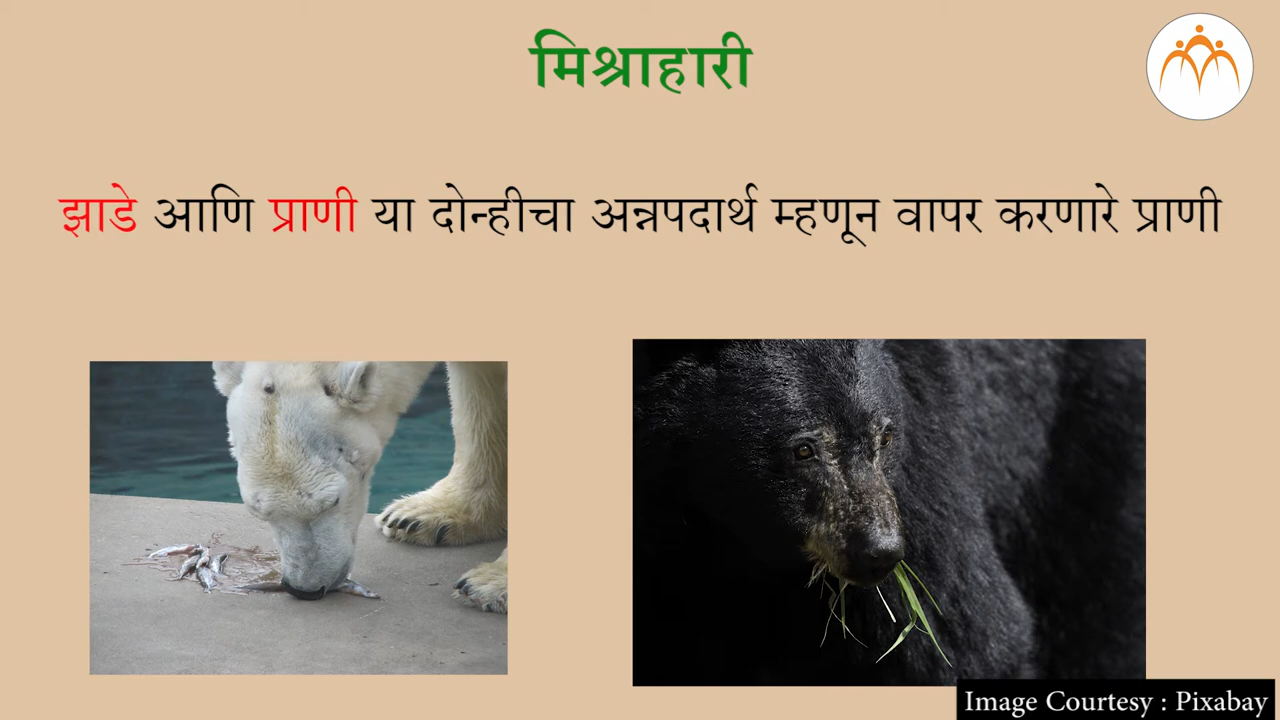 मिश्राहारी
झाडे आणि प्राणी या दोन्हीचा अन्नपदार्थ म्हणून वापर करणारे प्राणी
Image Courtesy : Pixabay